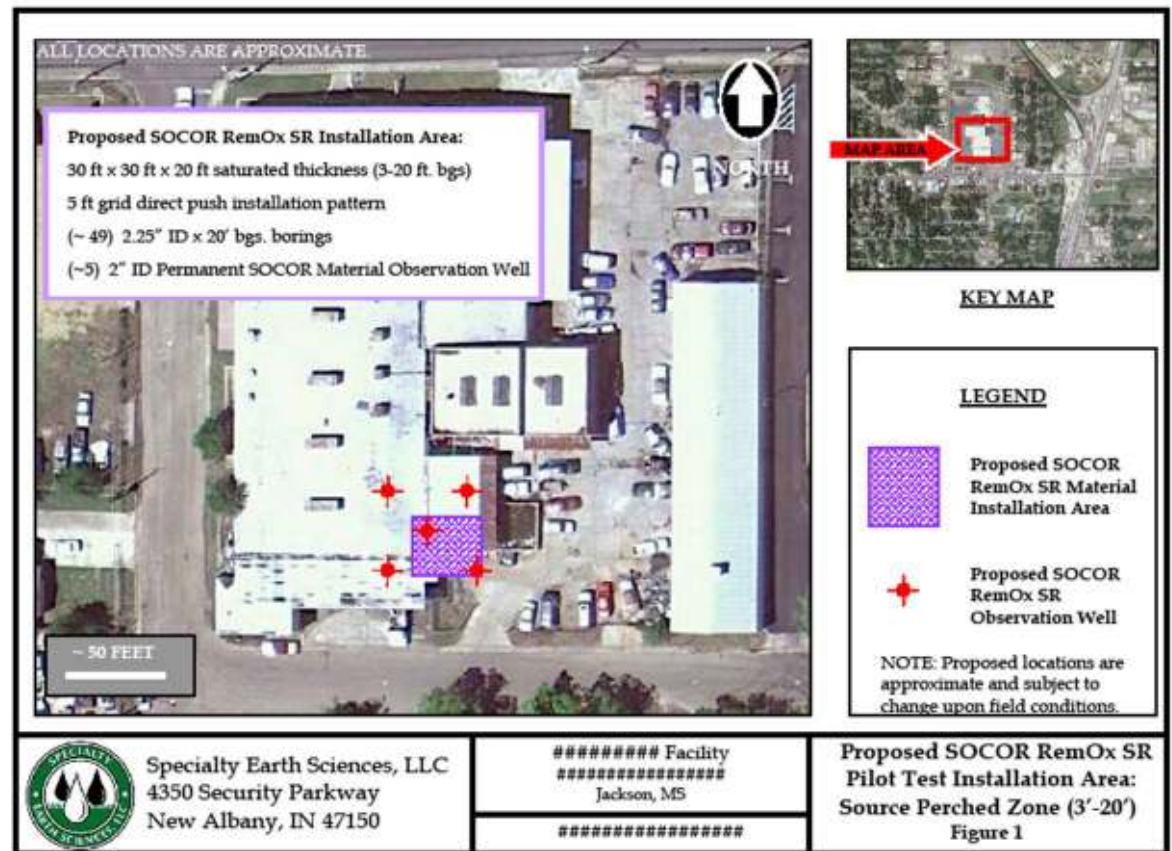 ALL LOCATIONS ARE APPROXIMATE.
Proposed SOCOR RemOx SR Installation Area:
30 ft x 30 ft x 20 ft saturated thickness (3-20 ft. bgs)
5 ft grid direct push installation pattern
(~ 49) 2.25" ID x 20' bgs. borings
(~5) 2" ID Permanent SOCOR Material Observation Well
NORTH
~ 50 FEET
MAP AREA
KEY MAP
LEGEND
Proposed SOCOR
RemOx SR Material
Installation Area
Proposed SOCOR
RemOx SR
Observation Well
NOTE: Proposed locations are
approximate and subject to
change upon field conditions.
SPECIALTY
EARTH SCIENCES, LLC
Specialty Earth Sciences, LLC
4350 Security Parkway
New Albany, IN 47150
######### Facility
################
Jackson, MS
#################
Proposed SOCOR RemOx SR
Pilot Test Installation Area:
Source Perched Zone (3'-20')
Figure 1